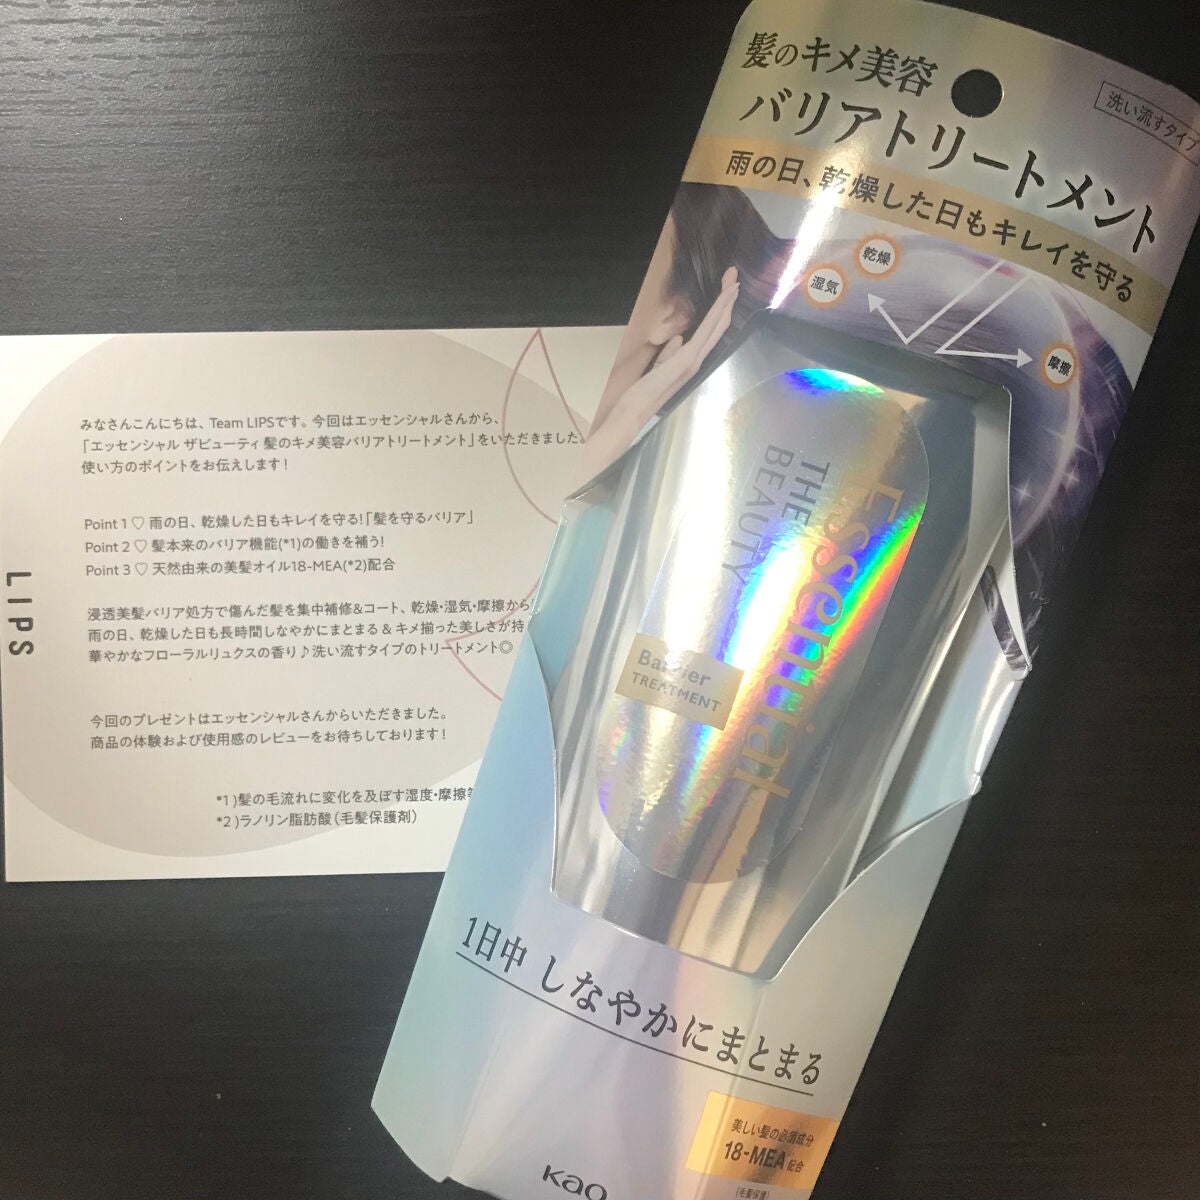 髪のキメ美容
バリアトリートメント
洗い流すタイプ
雨の日、乾燥した日もキレイを守る
乾燥
湿気
摩擦
Essential
THE
BEAUTY
Barrier
TREATMENT
1日中 しなやかにまとまる
美しい髪の必須成分
18-MEA配合
(毛髪保護)
Kao
LIPS
みなさんこんにちは、Team LIPSです。今回はエッセンシャルさんから、
「エッセンシャル ザビューティ 髪のキメ美容バリアトリートメント」をいただきました。
使い方のポイントをお伝えします！
Point 1 ♡ 雨の日、乾燥した日もキレイを守る！「髪を守るバリア」
Point 2 ♡ 髪本来のバリア機能(*1)の働きを補う！
Point 3 ♡ 天然由来の美髪オイル18-MEA(*2)配合
浸透美髪バリア処方で傷んだ髪を集中補修&コート、乾燥・湿気・摩擦から
雨の日、乾燥した日も長時間しなやかにまとまる & キメ揃った美しさが持
華やかなフローラルリュクスの香り♪洗い流すタイプのトリートメント◎
今回のプレゼントはエッセンシャルさんからいただきました。
商品の体験および使用感のレビューをお待ちしております！
*1)髪の毛流れに変化を及ぼす湿度・摩擦等
*2)ラノリン脂肪酸（毛髪保護剤）